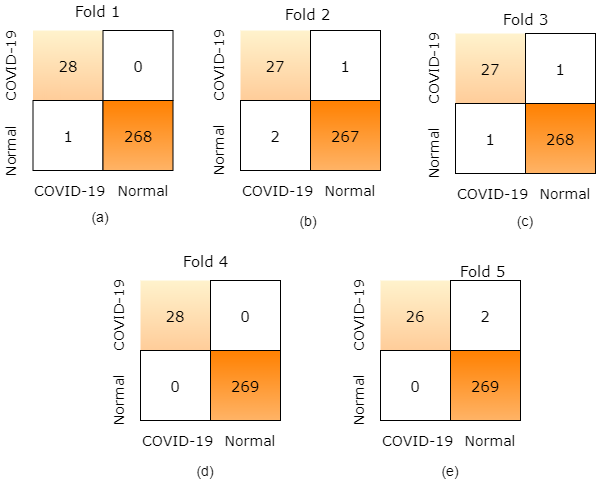 Fold 1
COVID-19
28 0
Normal
1 268
COVID-19 Normal
(a)
Fold 2
COVID-19
27 1
Normal
2 267
COVID-19 Normal
(b)
Fold 3
COVID-19
27 1
Normal
1 268
COVID-19 Normal
(c)
Fold 4
COVID-19
28 0
Normal
0 269
COVID-19 Normal
(d)
Fold 5
COVID-19
26 2
Normal
0 269
COVID-19 Normal
(e)